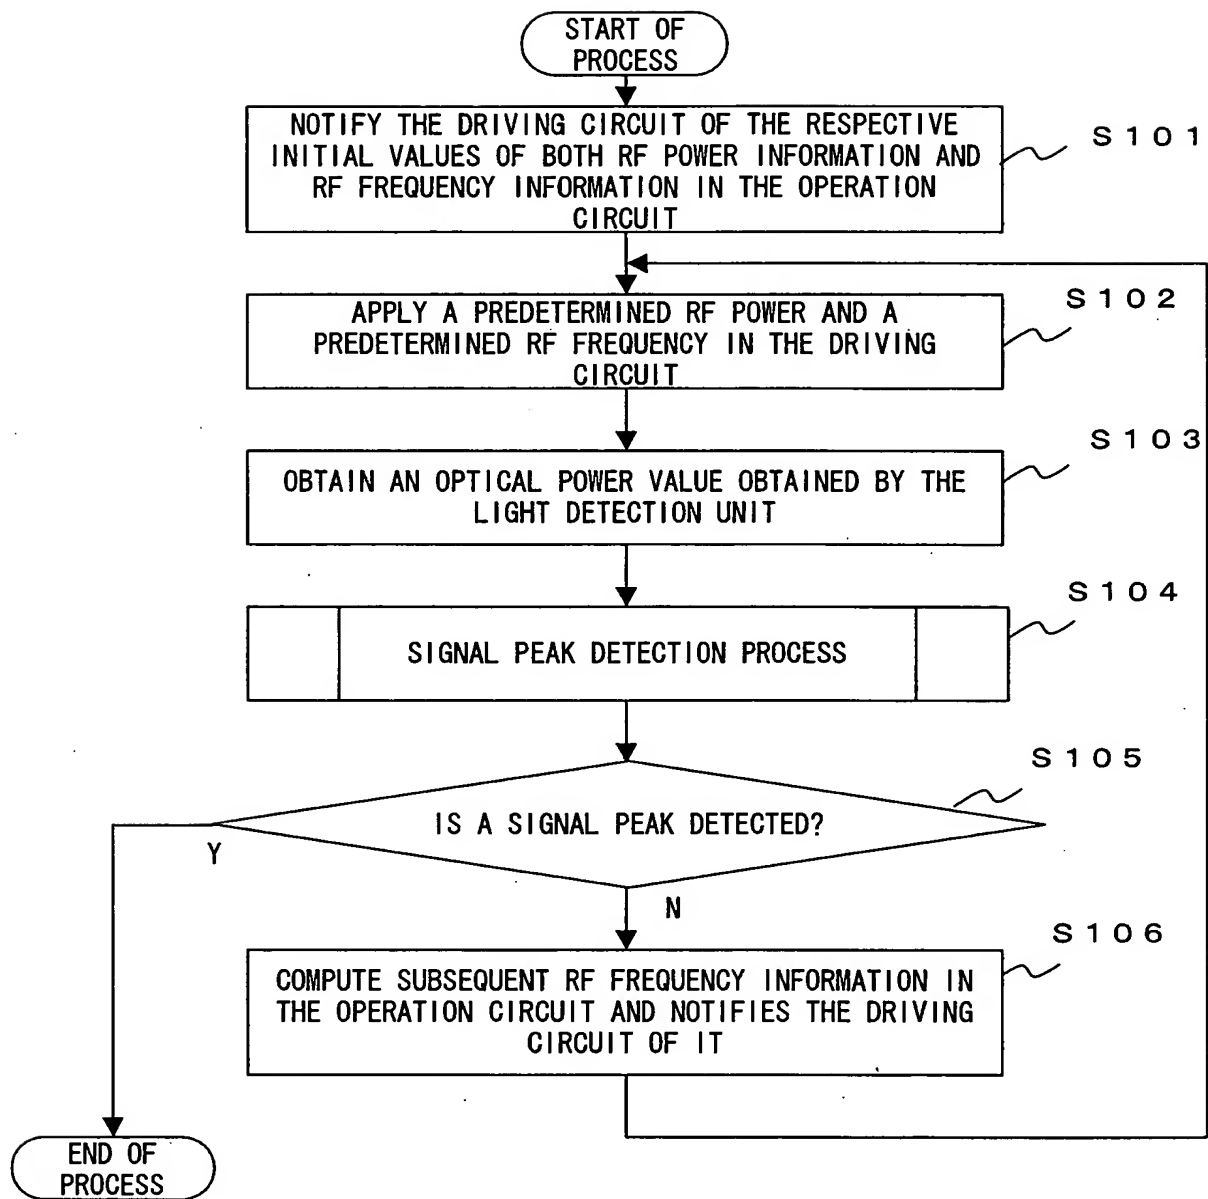 START OF
PROCESS
NOTIFY THE DRIVING CIRCUIT OF THE RESPECTIVE
INITIAL VALUES OF BOTH RF POWER INFORMATION AND
RF FREQUENCY INFORMATION IN THE OPERATION
CIRCUIT
S101
APPLY A PREDETERMINED RF POWER AND A
PREDETERMINED RF FREQUENCY IN THE DRIVING
CIRCUIT
S102
OBTAIN AN OPTICAL POWER VALUE OBTAINED BY THE
LIGHT DETECTION UNIT
S103
SIGNAL PEAK DETECTION PROCESS
S104
IS A SIGNAL PEAK DETECTED?
S105
Y
N
COMPUTE SUBSEQUENT RF FREQUENCY INFORMATION IN
THE OPERATION CIRCUIT AND NOTIFIES THE DRIVING
CIRCUIT OF IT
S106
END OF
PROCESS